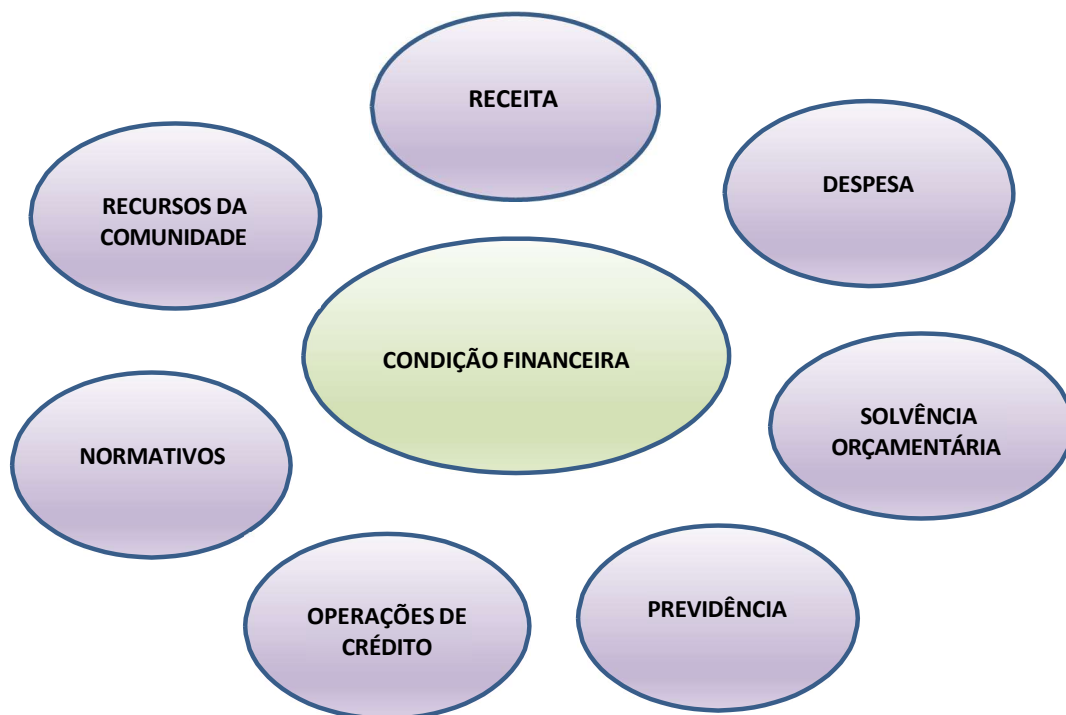 RECEITA
DESPESA
RECURSOS DA
COMUNIDADE
CONDIÇÃO FINANCEIRA
SOLVÊNCIA
ORÇAMENTÁRIA
NORMATIVOS
PREVIDÊNCIA
OPERAÇÕES DE
CRÉDITO